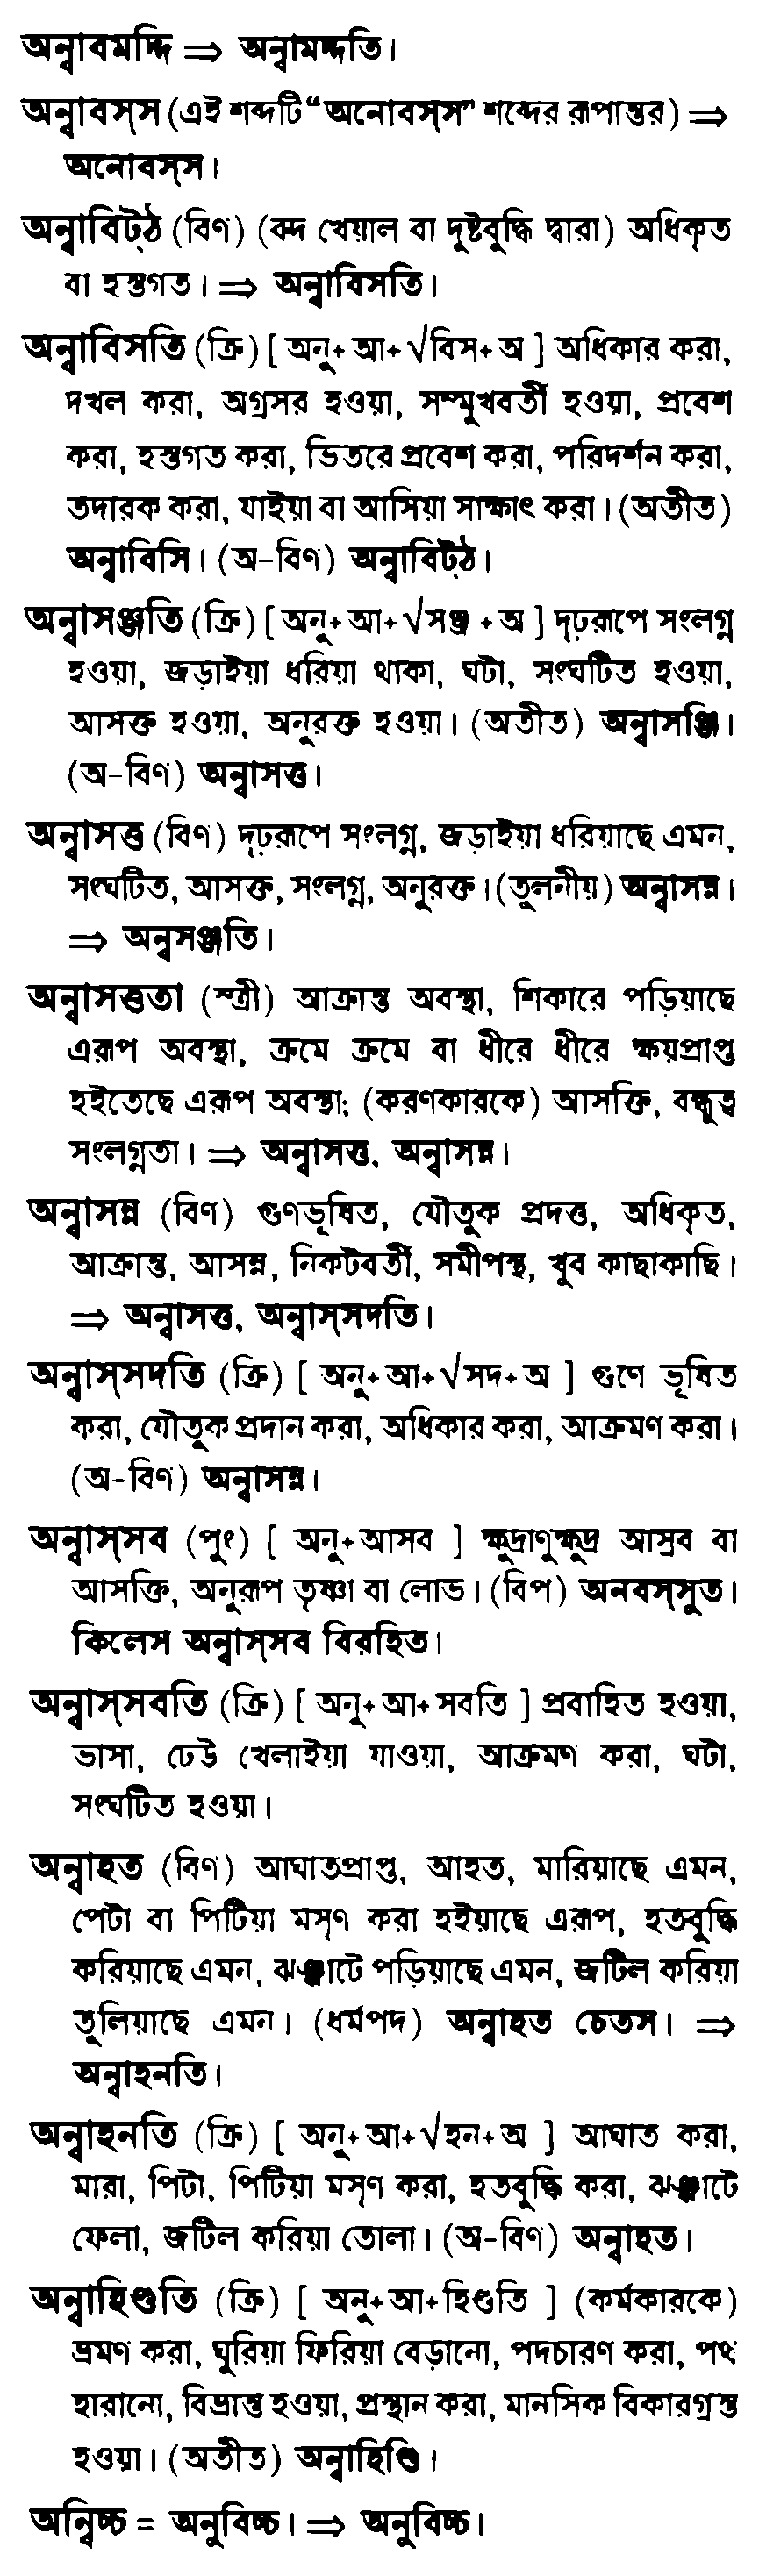 অন্বাবমদ্দি ⇒ অন্বামদ্দতি।
অন্বাবস্স (এই শব্দটি “অনোবস্স” শব্দের রূপান্তর) ⇒
অনোবস্স।
অন্বাবিট্ঠ (বিণ) (বদ খেয়াল বা দুষ্টবুদ্ধি দ্বারা) অধিকৃত
বা হস্তগত। ⇒ অন্বাবিসতি।
অন্বাবিসতি (ক্রি) [ অনু+ আ+ √বিস+ অ ] অধিকার করা,
দখল করা, অগ্রসর হওয়া, সম্মুখবর্তী হওয়া, প্রবেশ
করা, হস্তগত করা, ভিতরে প্রবেশ করা, পরিদর্শন করা,
তদারক করা, যাইয়া বা আসিয়া সাক্ষাৎ করা। (অতীত)
অন্বাবিসি। (অ-বিণ) অন্বাবিট্ঠ।
অন্বাসঞ্জতি (ক্রি) [ অনু+ আ+ √সঞ্জ + অ ] দৃঢ়রূপে সংলগ্ন
হওয়া, জড়াইয়া ধরিয়া থাকা, ঘটা, সংঘটিত হওয়া,
আসক্ত হওয়া, অনুরক্ত হওয়া। (অতীত) অন্বাসঞ্জি।
(অ-বিণ) অন্বাসত্ত।
অন্বাসত্ত (বিণ) দৃঢ়রূপে সংলগ্ন, জড়াইয়া ধরিয়াছে এমন,
সংঘটিত, আসক্ত, সংলগ্ন, অনুরক্ত। (তুলনীয়) অন্বাসন্ন।
⇒ অন্বসঞ্জতি।
অন্বাসত্ততা (স্ত্রী) আক্রান্ত অবস্থা, শিকারে পড়িয়াছে
এরূপ অবস্থা, ক্রমে ক্রমে বা ধীরে ধীরে ক্ষয়প্রাপ্ত
হইতেছে এরূপ অবস্থা; (করণকারকে) আসক্তি, বন্ধুত্ব
সংলগ্নতা। ⇒ অন্বাসত্ত, অন্বাসন্ন।
অন্বাসন্ন (বিণ) গুণভূষিত, যৌতুক প্রদত্ত, অধিকৃত,
আক্রান্ত, আসন্ন, নিকটবর্তী, সমীপস্থ, খুব কাছাকাছি।
⇒ অন্বাসত্ত, অন্বাস্সদতি।
অন্বাস্সদতি (ক্রি) [ অনু+ আ+ √সদ+ অ ] গুণে ভূষিত
করা, যৌতুক প্রদান করা, অধিকার করা, আক্রমণ করা।
(অ-বিণ) অন্বাসন্ন।
অন্বাস্সব (পুং) [ অনু+ আসব ] ক্ষুদ্রাণুক্ষুদ্র আস্রব বা
আসক্তি, অনুরূপ তৃষ্ণা বা লোভ। (বিপ) অনবস্সুত।
কিলেস অন্বাস্সব বিরহিত।
অন্বাস্সবতি (ক্রি) [ অনু+ আ+ সবতি ] প্রবাহিত হওয়া,
ভাসা, ঢেউ খেলাইয়া যাওয়া, আক্রমণ করা, ঘটা,
সংঘটিত হওয়া।
অন্বাহত (বিণ) আঘাতপ্রাপ্ত, আহত, মারিয়াছে এমন,
পেটা বা পিটিয়া মসৃণ করা হইয়াছে এরূপ, হতবুদ্ধি
করিয়াছে এমন, ঝঞ্ঝাটে পড়িয়াছে এমন, জটিল করিয়া
তুলিয়াছে এমন। (ধর্মপদ) অন্বাহত চেতস। ⇒
অন্বাহনতি।
অন্বাহনতি (ক্রি) [ অনু+ আ+ √হন+ অ ] আঘাত করা,
মারা, পিটা, পিটিয়া মসৃণ করা, হতবুদ্ধি করা, ঝঞ্ঝাটে
ফেলা, জটিল করিয়া তোলা। (অ-বিণ) অন্বাহত।
অন্বাহিণ্ডতি (ক্রি) [ অনু+ আ+ হিণ্ডতি ] (কর্মকারকে)
ভ্রমণ করা, ঘুরিয়া ফিরিয়া বেড়ানো, পদচারণ করা, পথ
হারানো, বিভ্রান্ত হওয়া, প্রস্থান করা, মানসিক বিকারগ্রস্ত
হওয়া। (অতীত) অন্বাহিণ্ডি।
অন্বিচ্চ = অনুবিচ্চ। ⇒ অনুবিচ্চ।